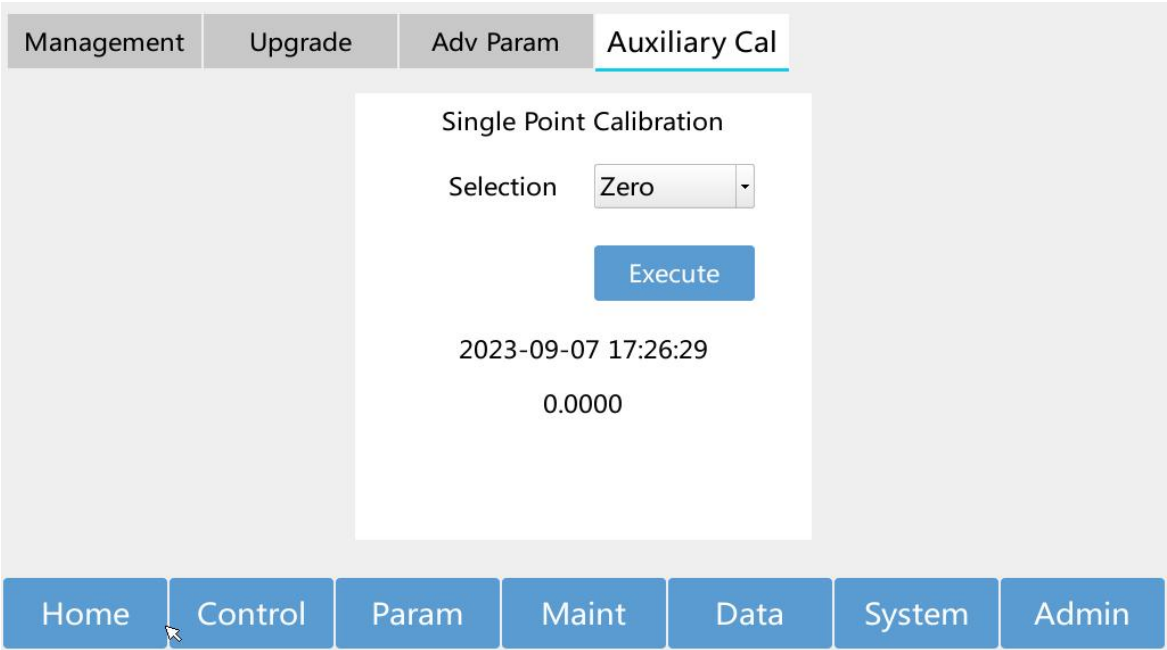 Management Upgrade Adv Param Auxiliary Cal
Single Point Calibration
Selection Zero
Execute
2023-09-07 17:26:29
0.0000
Home Control Param Maint Data System Admin